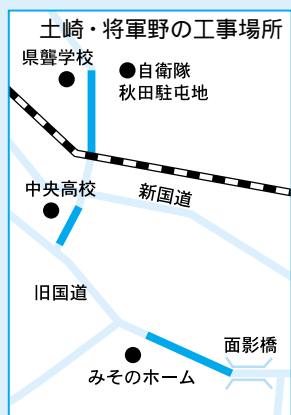 土崎・将軍野の工事場所
県聾学校
自衛隊
秋田駐屯地
中央高校
新国道
旧国道
面影橋
みそのホーム